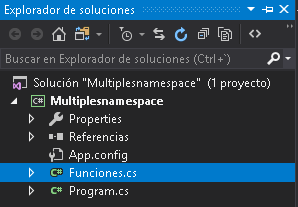 Explorador de soluciones
Buscar en Explorador de soluciones (Ctrl+`)
Solución "Multiplesnamespace" (1 proyecto)
C# Multiplesnamespace
Properties
Referencias
App.config
C# Funciones.cs
C# Program.cs